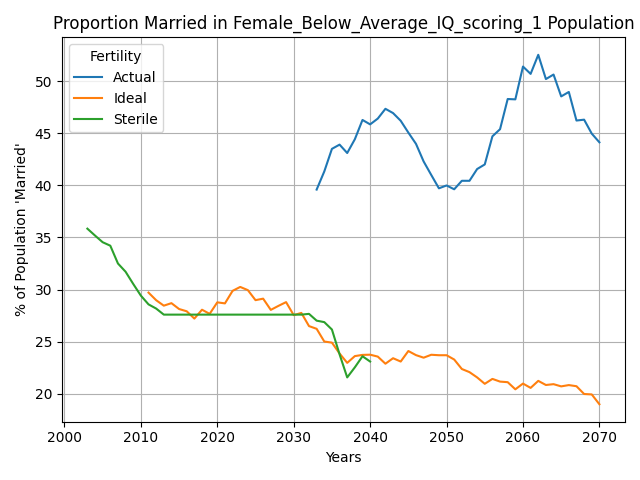 Proportion Married in Female_Below_Average_IQ_scoring_1 Population
Fertility
Actual
Ideal
Sterile
% of Population 'Married'
50
45
40
35
30
25
20
2000
2010
2020
2030
2040
2050
2060
2070
Years